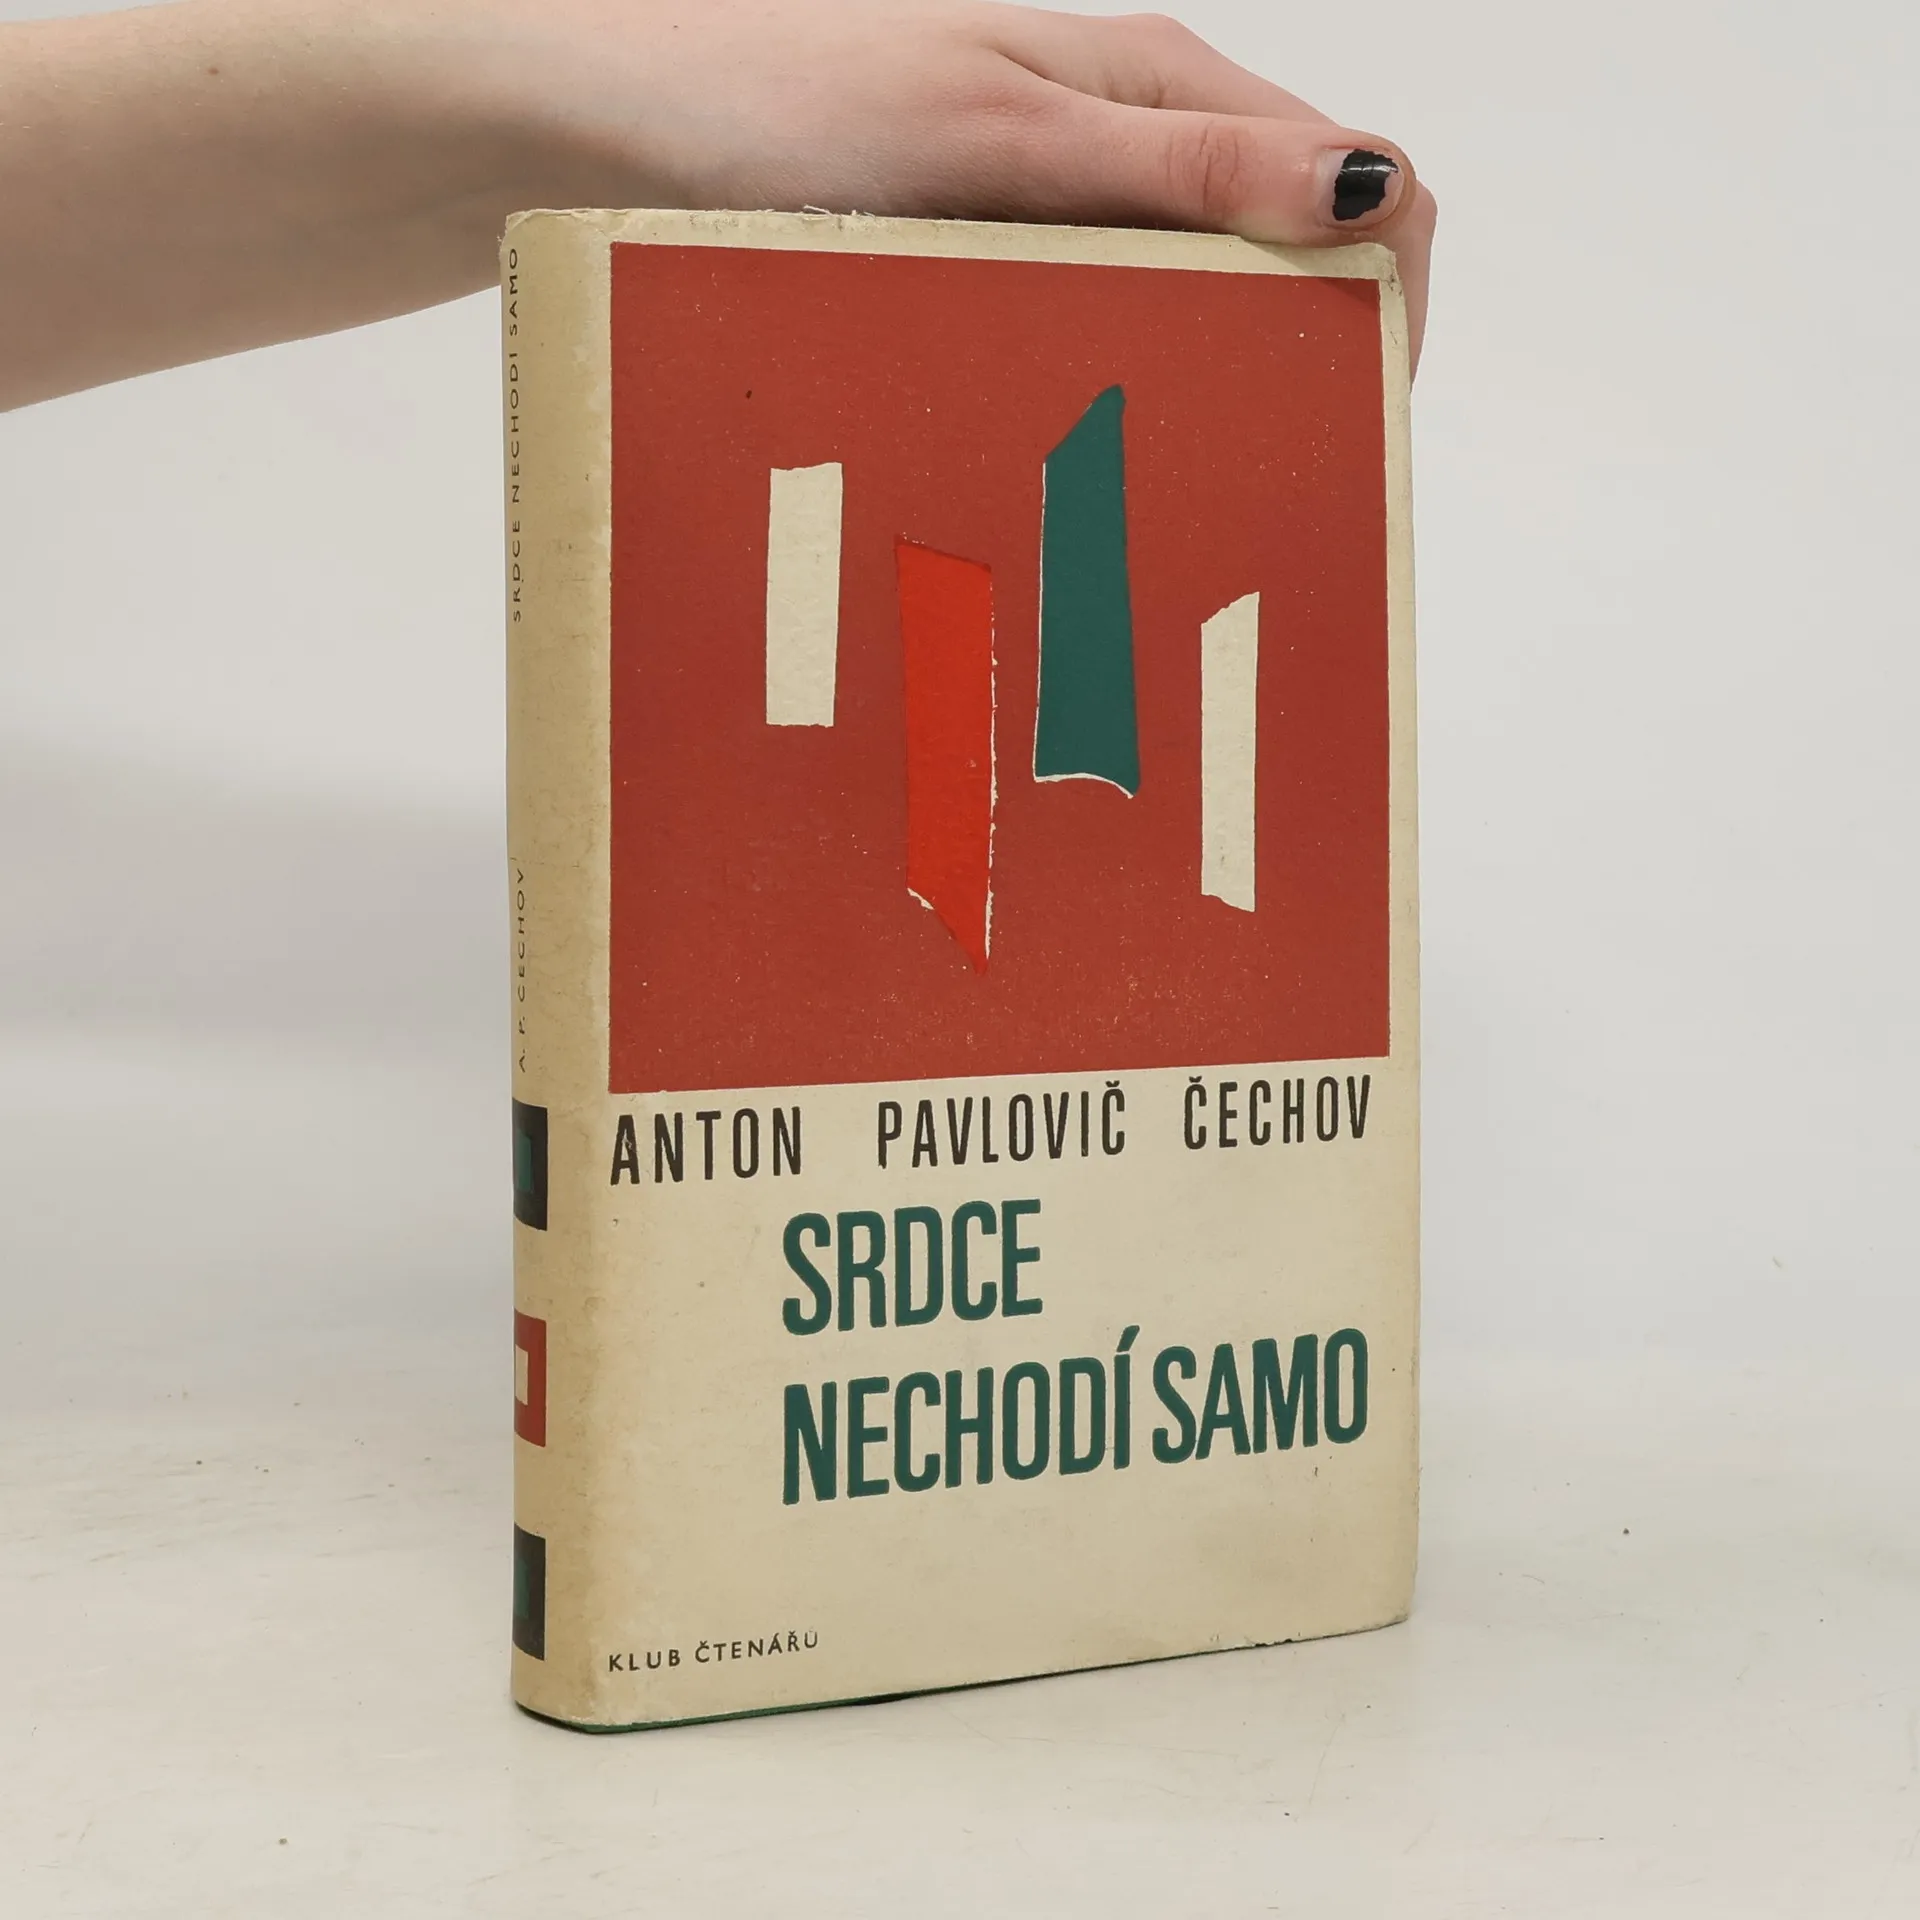 SRDCE NECHODÍ SAMO
A. P. ČECHOV
ANTON PAVLOVIČ ČECHOV
SRDCE
NECHODÍ SAMO
KLUB ČTENÁŘŮ